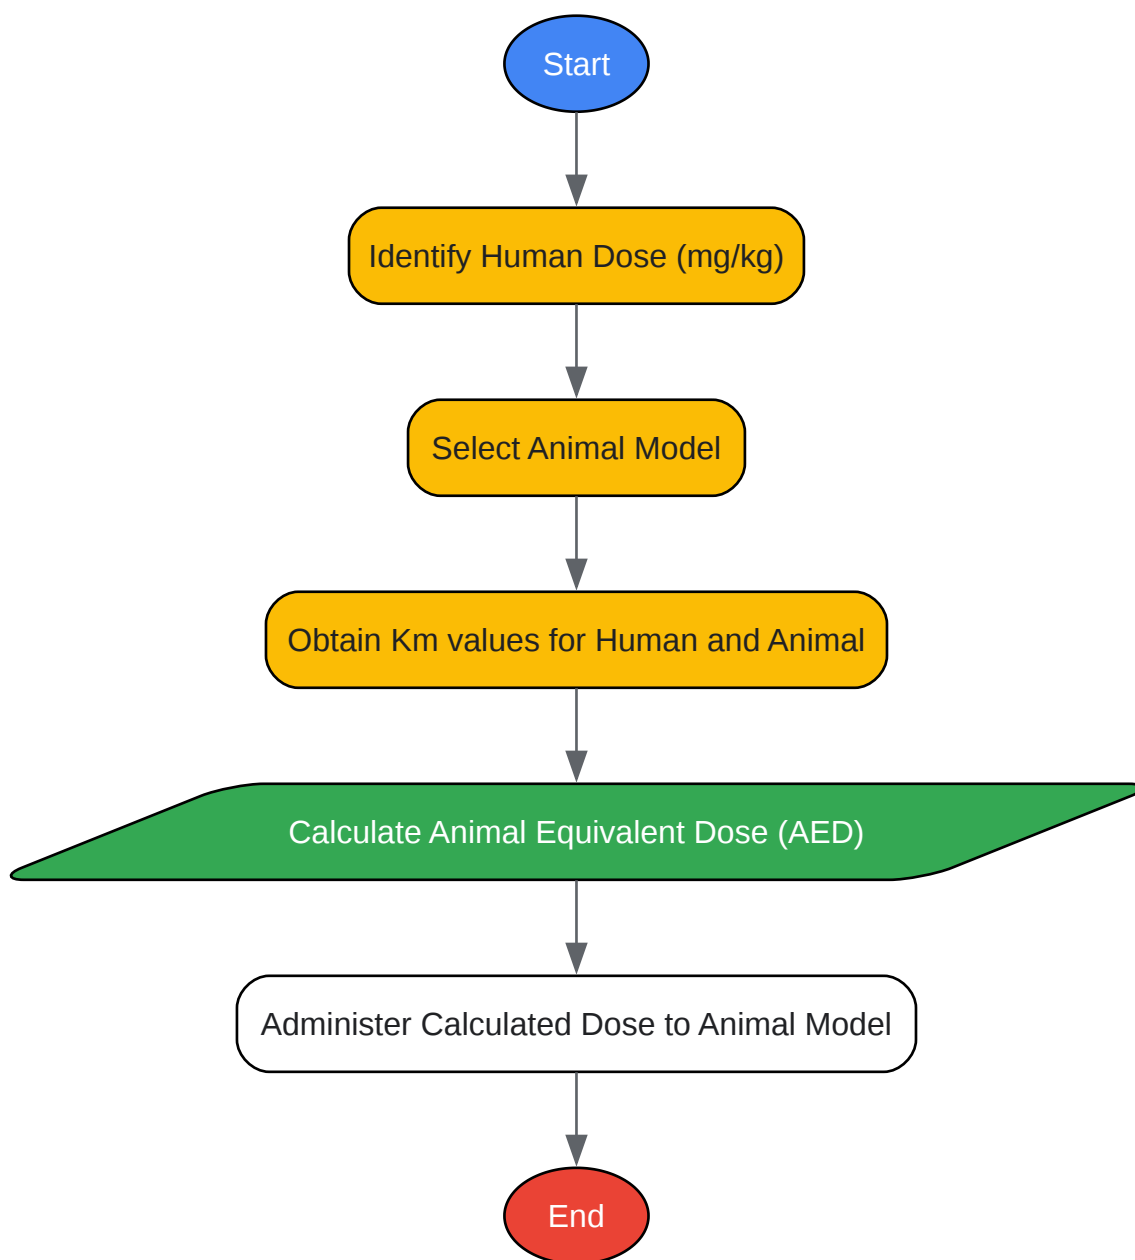 Start
Identify Human Dose (mg/kg)
Select Animal Model
Obtain Km values for Human and Animal
Calculate Animal Equivalent Dose (AED)
Administer Calculated Dose to Animal Model
End